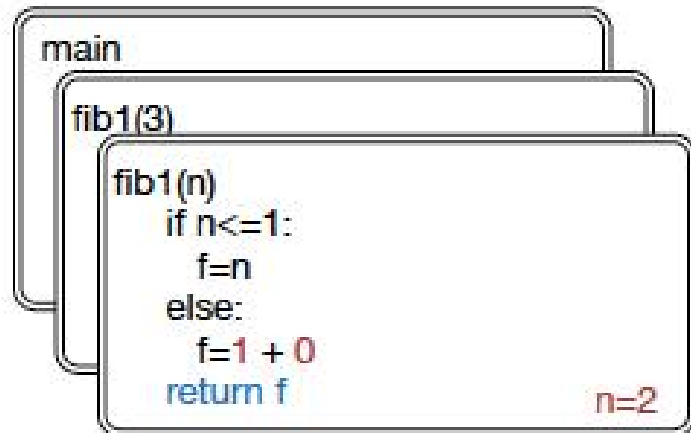 main
fib1(3)
fib1(n)
if n<=1:
f=n
else:
f=1 + 0
return f
n=2